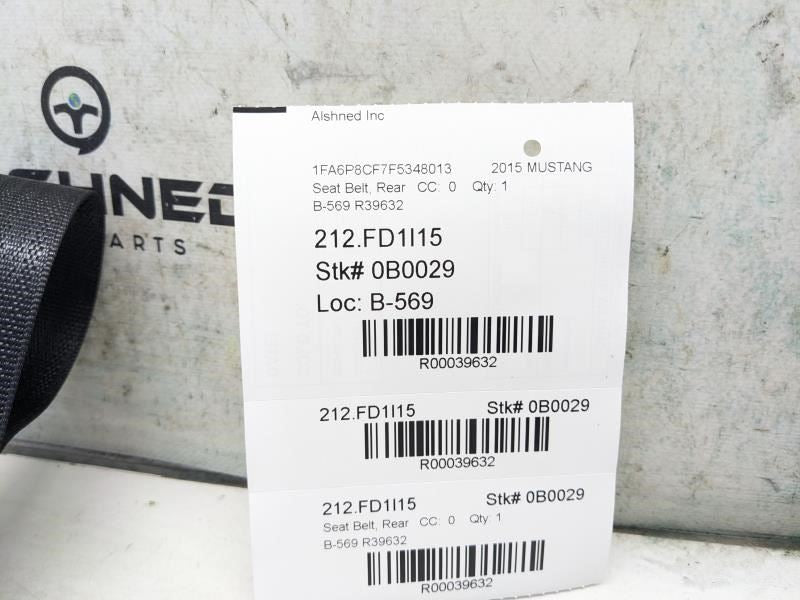 Alshned Inc
1FA6P8CF7F5348013 2015 MUSTANG
Seat Belt, Rear CC: 0 Qty: 1
B-569 R39632
212.FD1I15
Stk# 0B0029
Loc: B-569
R00039632
212.FD1I15 Stk# 0B0029
R00039632
212.FD1I15 Stk# 0B0029
Seat Belt, Rear CC: 0 Qty: 1
B-569 R39632
R00039632
SHNED
PARTS